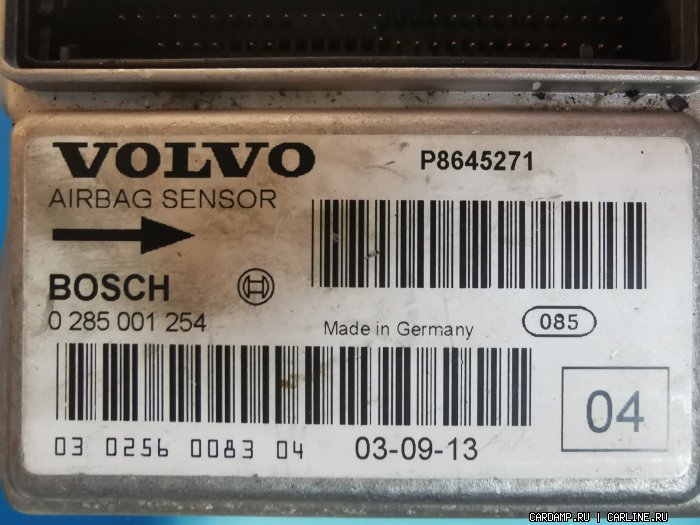 VOLVO P8645271
AIRBAG SENSOR
BOSCH
0 285 001 254
Made in Germany 085
04
03 0256 0083 04 03-09-13
CARDAMP.RU | CARLINE.RU